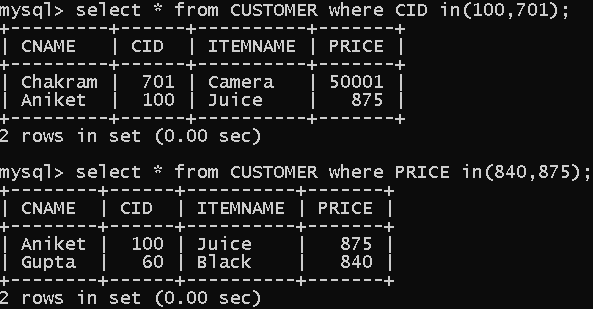 mysql> select * from CUSTOMER where CID in(100,701);
+---------+------+----------+-------+
| CNAME   | CID  | ITEMNAME | PRICE |
+---------+------+----------+-------+
| Chakram |  701 | Camera   | 50001 |
| Aniket  |  100 | Juice    |   875 |
+---------+------+----------+-------+
2 rows in set (0.00 sec)
mysql> select * from CUSTOMER where PRICE in(840,875);
+--------+------+----------+-------+
| CNAME  | CID  | ITEMNAME | PRICE |
+--------+------+----------+-------+
| Aniket |  100 | Juice    |   875 |
| Gupta  |   60 | Black    |   840 |
+--------+------+----------+-------+
2 rows in set (0.00 sec)